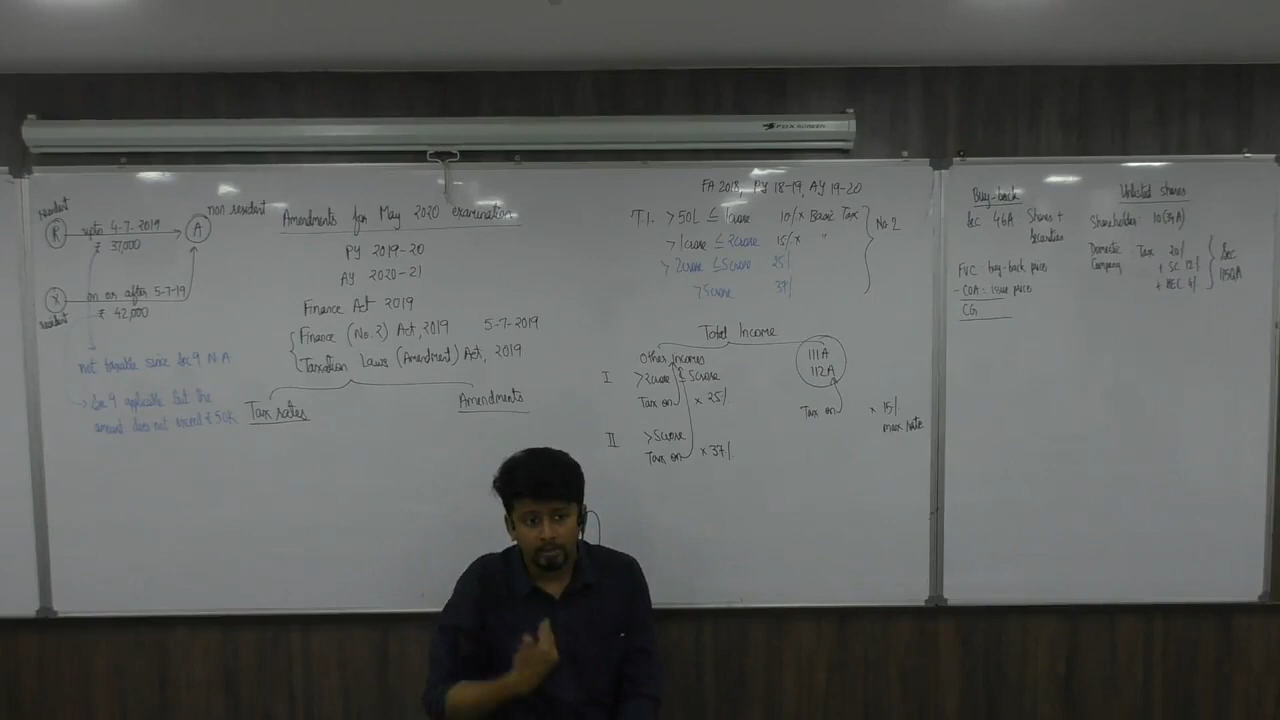 FOX SCREEN
resident
R
upto 4-7-2019
₹ 37,000
A
non resident
X
resident
on or after 5-7-19
₹ 42,000
not taxable since Sec 9 N.A
→ Sec 9 applicable but the
amount does not exceed ₹ 50K
Amendments for May 2020 examination
PY 2019-20
AY 2020-21
Finance Act 2019
Finance (No.2) Act, 2019 5-7-2019
Taxation Laws (Amendment) Act, 2019
Tax rates
Amendments
FA 2018, PY 18-19, AY 19-20
T.I. >50L ≤ 1crore 10% x Basic Tax
>1crore ≤ 2crore 15% x "
>2crore ≤ 5crore 25%
>5crore 37%
No 2
Total Income
Other incomes
111A
112A
I >2crore ≤ 5crore
Tax on x 25%
Tax on x 15%
max rate
II >5crore
Tax on x 37%
Buy-back
Sec 46A Shares +
Securities
FVC : buy-back price
- COA : issue price
CG
Unlisted shares
Shareholder: 10(34A)
Domestic Company Tax 20%
+ SC 12%
+ HEC 4%
Sec
115QA